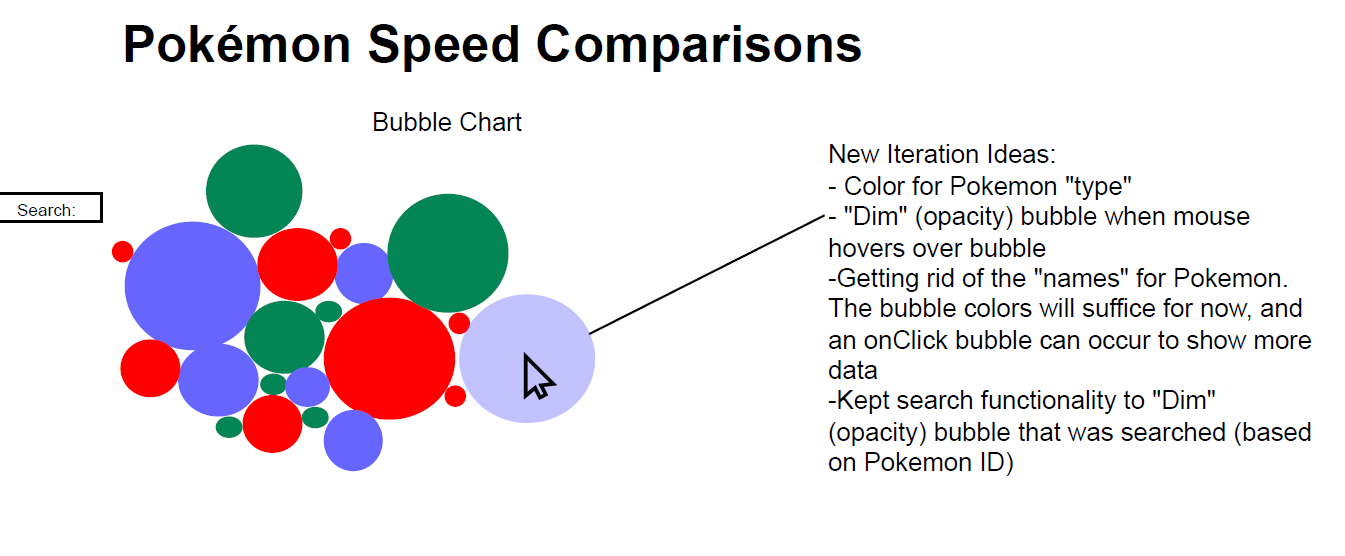 Pokémon Speed Comparisons
Bubble Chart
Search:
New Iteration Ideas:
- Color for Pokemon "type"
- "Dim" (opacity) bubble when mouse
hovers over bubble
-Getting rid of the "names" for Pokemon.
The bubble colors will suffice for now, and
an onClick bubble can occur to show more
data
-Kept search functionality to "Dim"
(opacity) bubble that was searched (based
on Pokemon ID)